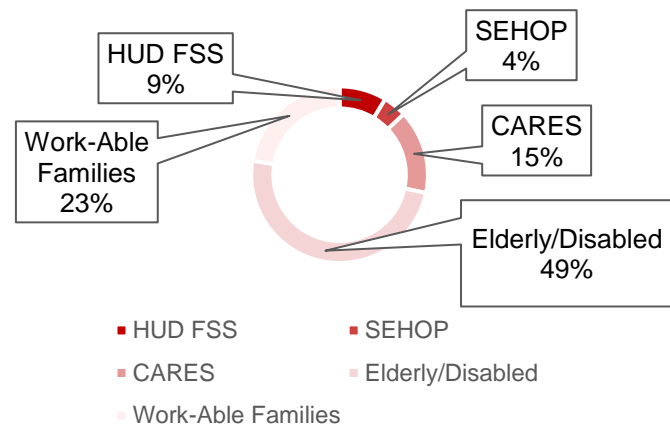 HUD FSS
9%
SEHOP
4%
CARES
15%
Work-Able
Families
23%
Elderly/Disabled
49%
HUD FSS
SEHOP
CARES
Elderly/Disabled
Work-Able Families